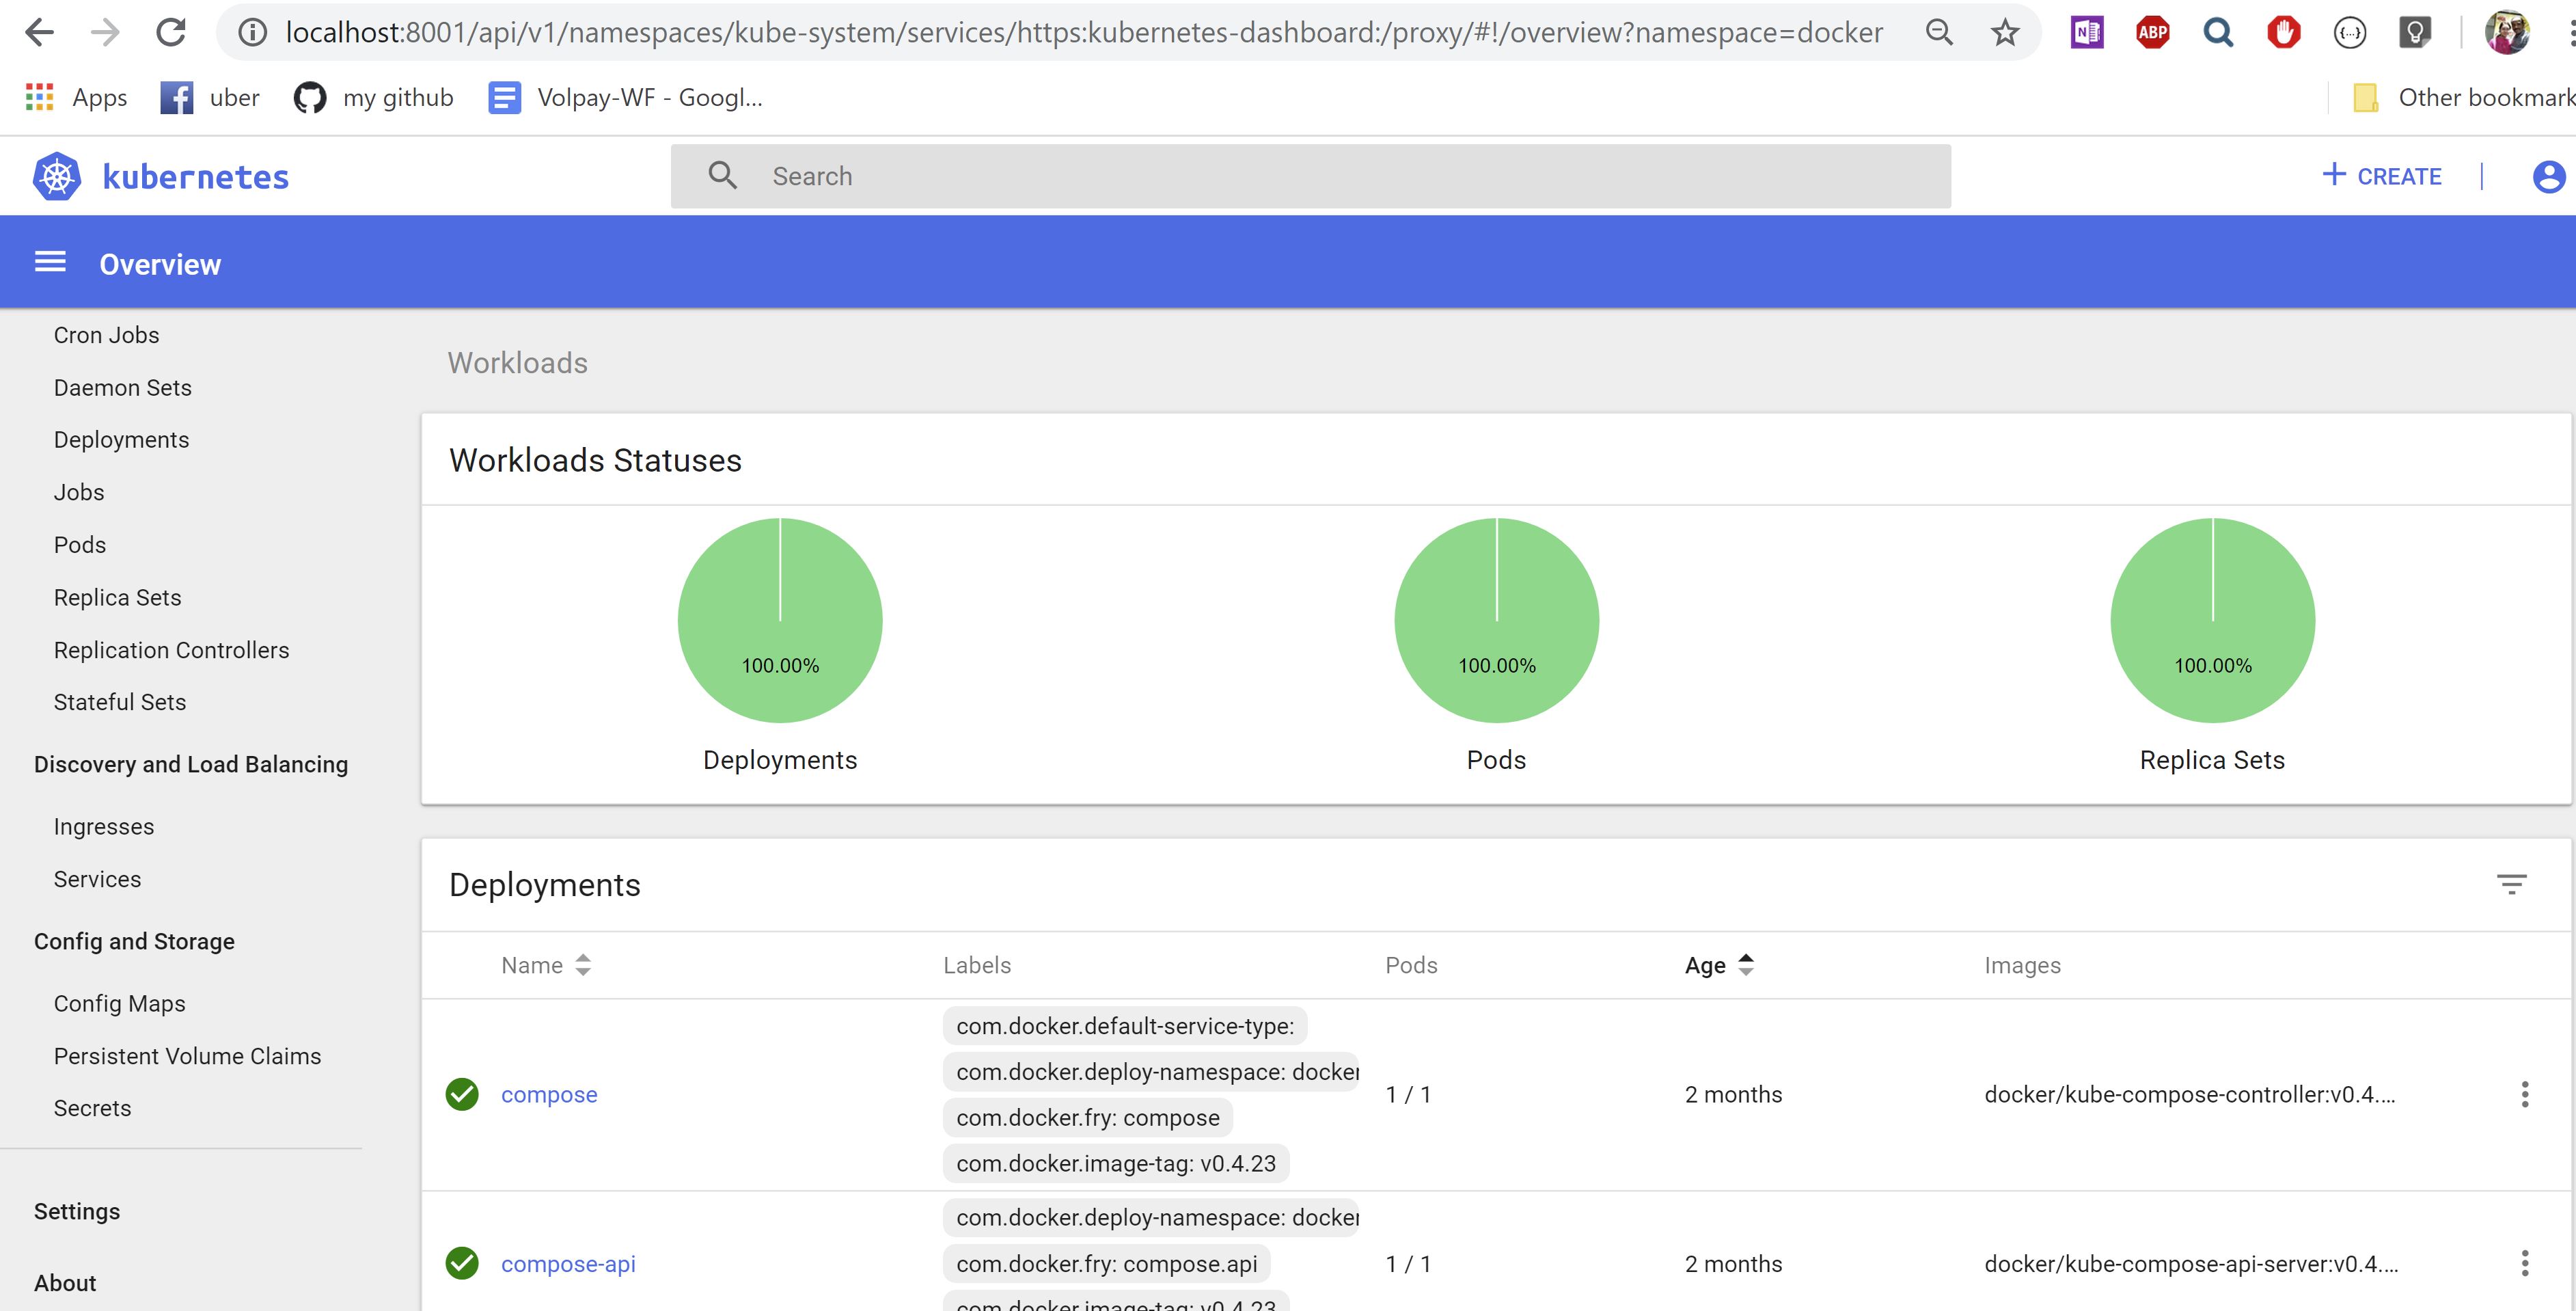 localhost:8001/api/v1/namespaces/kube-system/services/https:kubernetes-dashboard:/proxy/#!/overview?namespace=docker
ABP
Apps
uber
my github
Volpay-WF - Googl...
Other bookmark
kubernetes
Search
+ CREATE
Overview
Cron Jobs
Daemon Sets
Deployments
Jobs
Pods
Replica Sets
Replication Controllers
Stateful Sets
Discovery and Load Balancing
Ingresses
Services
Config and Storage
Config Maps
Persistent Volume Claims
Secrets
Settings
About
Workloads
Workloads Statuses
100.00%
100.00%
100.00%
Deployments
Pods
Replica Sets
Deployments
Name
Labels
Pods
Age
Images
compose
com.docker.default-service-type:
com.docker.deploy-namespace: docker
com.docker.fry: compose
com.docker.image-tag: v0.4.23
1 / 1
2 months
docker/kube-compose-controller:v0.4....
compose-api
com.docker.deploy-namespace: docker
com.docker.fry: compose.api
com.docker.image-tag: v0.4.23
1 / 1
2 months
docker/kube-compose-api-server:v0.4....